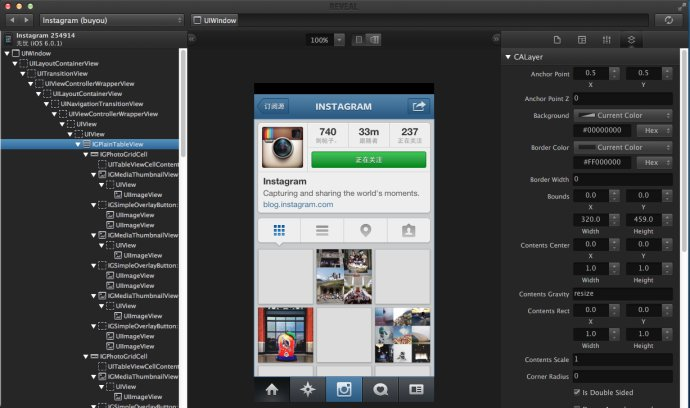 REVEAL
Instagram (buyou)
UIWindow
Instagram 254914
(iOS 6.0.1)
100%
UIWindow
UILayoutContainerView
UITransitionView
UIViewControllerWrapperView
UILayoutContainerView
UINavigationTransitionView
UIViewControllerWrapperView
UIView
UIView
IGPlainTableView
IGPhotoGridCell
UITableViewCellContent
IGMediaThumbnailView
UIView
UIImageView
IGSimpleOverlayButton:
UIImageView
UIImageView
IGMediaThumbnailView
UIView
UIImageView
IGSimpleOverlayButton:
UIImageView
UIImageView
IGMediaThumbnailView
UIView
UIImageView
IGSimpleOverlayButton:
UIImageView
UIImageView
IGPhotoGridCell
UITableViewCellContent
IGMediaThumbnailView
UIView
UIImageView
IGSimpleOverlayButton:
订阅源
INSTAGRAM
740 33m 237
跟随者 正在关注
正在关注
Instagram
Capturing and sharing the world's moments.
blog.instagram.com
CALayer
Anchor Point 0.5 0.5
X Y
Anchor Point Z 0
Background Current Color
#00000000 Hex
Border Color Current Color
#FF000000 Hex
Border Width 0
Bounds 0.0 0.0
X Y
320.0 459.0
Width Height
Contents Center 0.0 0.0
X Y
1.0 1.0
Width Height
Contents Gravity resize
Contents Rect 0.0 0.0
X Y
1.0 1.0
Width Height
Contents Scale 1
Corner Radius 0
Is Double Sided